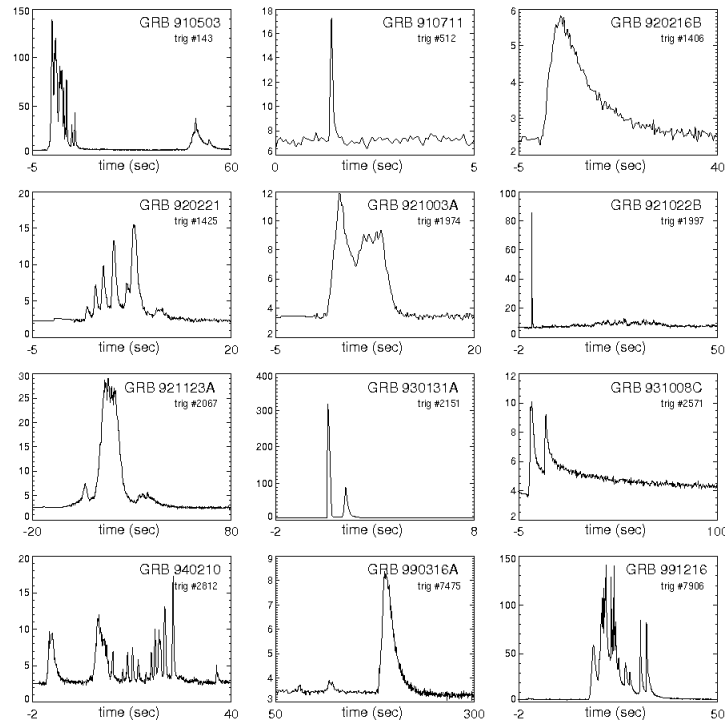 150
100
50
0
GRB 910503
trig #143
-5
time (sec)
60
18
16
14
12
10
8
6
GRB 910711
trig #512
0
time (sec)
5
6
5
4
3
2
GRB 920216B
trig #1406
-5
time (sec)
40
20
15
10
5
0
GRB 920221
trig #1425
-5
time (sec)
20
12
10
8
6
4
2
GRB 921003A
trig #1974
-5
time (sec)
20
100
80
60
40
20
0
GRB 921022B
trig #1997
-2
time (sec)
50
30
25
20
15
10
5
0
GRB 921123A
trig #2067
-20
time (sec)
80
400
300
200
100
0
GRB 930131A
trig #2151
-2
time (sec)
8
12
10
8
6
4
2
GRB 931008C
trig #2571
-5
time (sec)
100
20
15
10
5
0
GRB 940210
trig #2812
-2
time (sec)
40
9
8
7
6
5
4
3
GRB 990316A
trig #7475
50
time (sec)
300
150
100
50
0
GRB 991216
trig #7906
-2
time (sec)
50